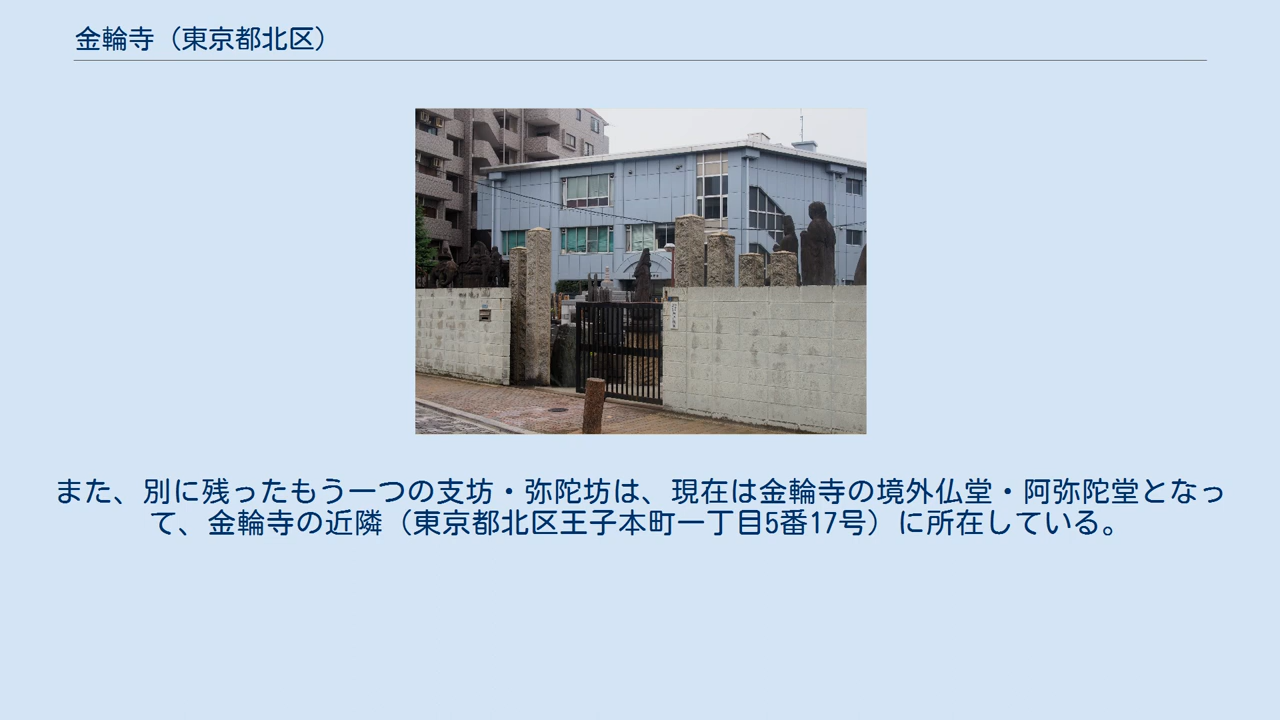 金輪寺（東京都北区）
また、別に残ったもう一つの支坊・弥陀坊は、現在は金輪寺の境外仏堂・阿弥陀堂となっ
て、金輪寺の近隣（東京都北区王子本町一丁目5番17号）に所在している。